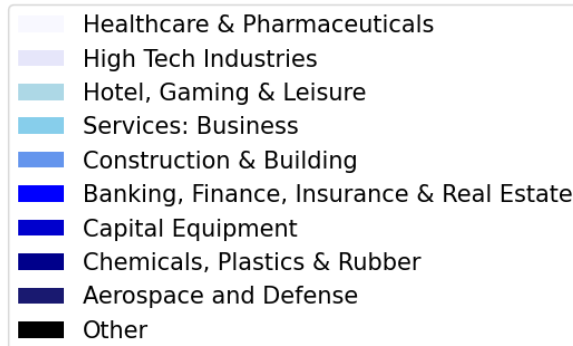 Healthcare & Pharmaceuticals
High Tech Industries
Hotel, Gaming & Leisure
Services: Business
Construction & Building
Banking, Finance, Insurance & Real Estate
Capital Equipment
Chemicals, Plastics & Rubber
Aerospace and Defense
Other